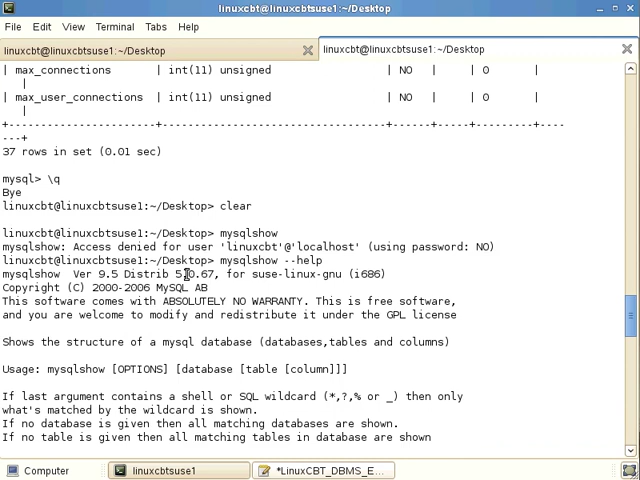 linuxcbt@linuxcbtsuse1:~/Desktop
File Edit View Terminal Tabs Help
linuxcbt@linuxcbtsuse1:~/Desktop
linuxcbt@linuxcbtsuse1:~/Desktop
| max_connections       | int(11) unsigned                  | NO   |     | 0       |
   |
| max_user_connections  | int(11) unsigned                  | NO   |     | 0       |
   |
+-----------------------+-----------------------------------+------+-----+---------+----
---+
37 rows in set (0.01 sec)
mysql> \q
Bye
linuxcbt@linuxcbtsuse1:~/Desktop> clear
linuxcbt@linuxcbtsuse1:~/Desktop> mysqlshow
mysqlshow: Access denied for user 'linuxcbt'@'localhost' (using password: NO)
linuxcbt@linuxcbtsuse1:~/Desktop> mysqlshow --help
mysqlshow  Ver 9.5 Distrib 5.0.67, for suse-linux-gnu (i686)
Copyright (C) 2000-2006 MySQL AB
This software comes with ABSOLUTELY NO WARRANTY. This is free software,
and you are welcome to modify and redistribute it under the GPL license
Shows the structure of a mysql database (databases,tables and columns)
Usage: mysqlshow [OPTIONS] [database [table [column]]]
If last argument contains a shell or SQL wildcard (*,?,% or _) then only
what's matched by the wildcard is shown.
If no database is given then all matching databases are shown.
If no table is given then all matching tables in database are shown
Computer
linuxcbtsuse1
*LinuxCBT_DBMS_E...